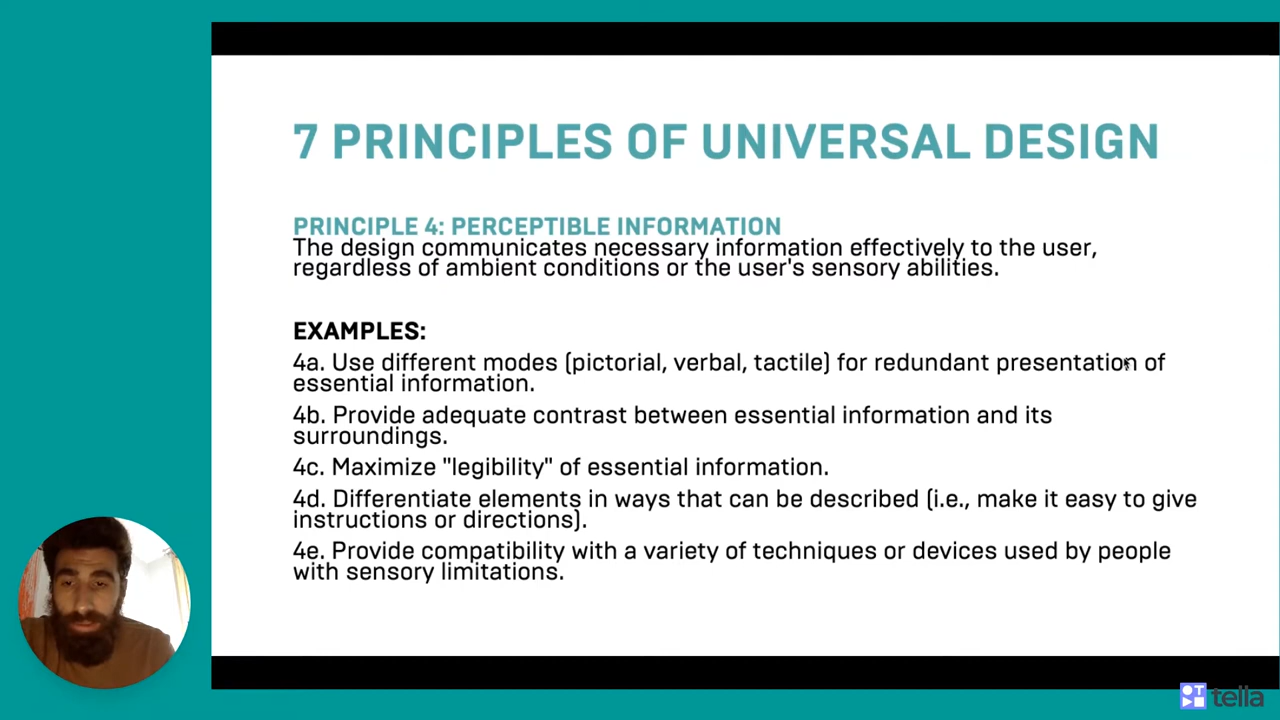 7 PRINCIPLES OF UNIVERSAL DESIGN
PRINCIPLE 4: PERCEPTIBLE INFORMATION
The design communicates necessary information effectively to the user,
regardless of ambient conditions or the user's sensory abilities.
EXAMPLES:
4a. Use different modes (pictorial, verbal, tactile) for redundant presentation of
essential information.
4b. Provide adequate contrast between essential information and its
surroundings.
4c. Maximize "legibility" of essential information.
4d. Differentiate elements in ways that can be described (i.e., make it easy to give
instructions or directions).
4e. Provide compatibility with a variety of techniques or devices used by people
with sensory limitations.
tella